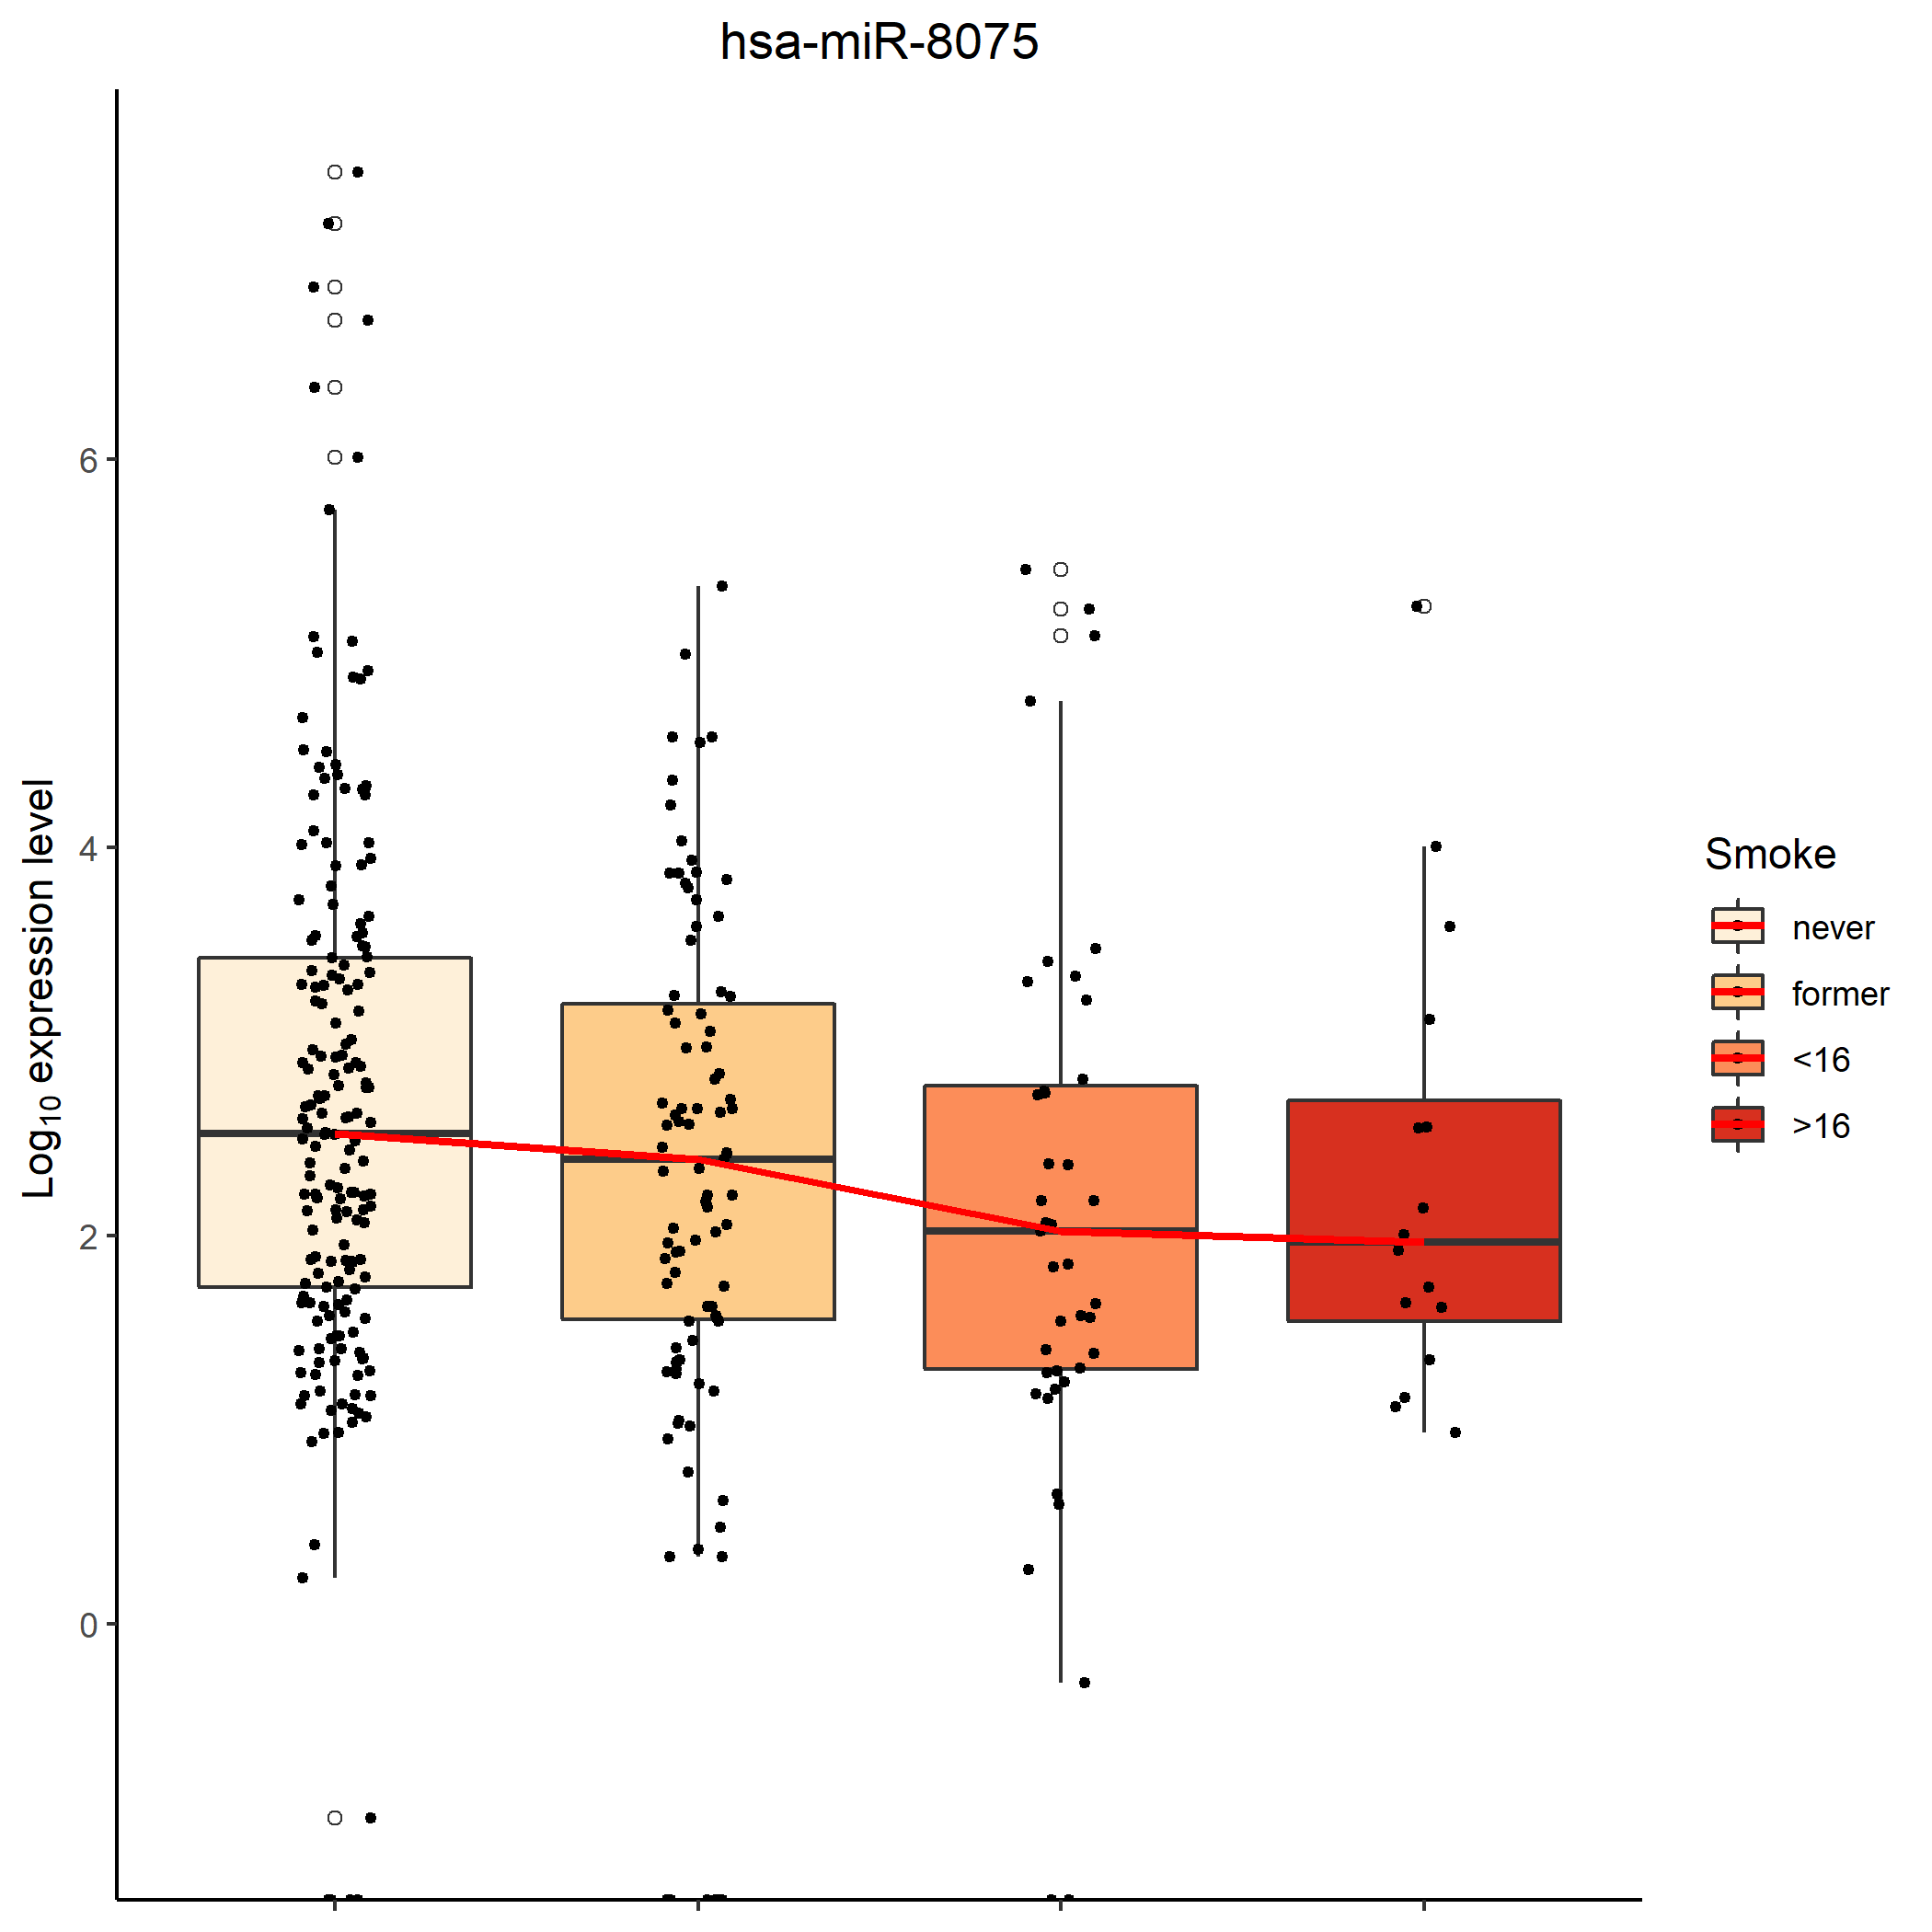 hsa-miR-8075
Log10 expression level
6
4
2
0
Smoke
never
former
<16
>16